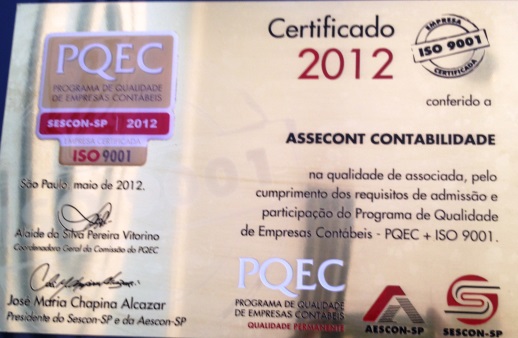 PQEC
PROGRAMA DE QUALIDADE
DE EMPRESAS CONTÁBEIS
SESCON-SP | 2012
EMPRESA CERTIFICADA
ISO 9001
São Paulo, maio de 2012.
Alaide da Silva Pereira Vitorino
Coordenadora Geral da Comissão do PQEC
José Maria Chapina Alcazar
Presidente do Sescon-SP e da Aescon-SP
Certificado
2012
EMPRESA
ISO 9001
CERTIFICADA
conferido a
ASSECONT CONTABILIDADE
na qualidade de associada, pelo
cumprimento dos requisitos de admissão e
participação do Programa de Qualidade
de Empresas Contábeis - PQEC + ISO 9001.
PQEC
PROGRAMA DE QUALIDADE
DE EMPRESAS CONTÁBEIS
QUALIDADE PERMANENTE
AESCON-SP
SESCON-SP